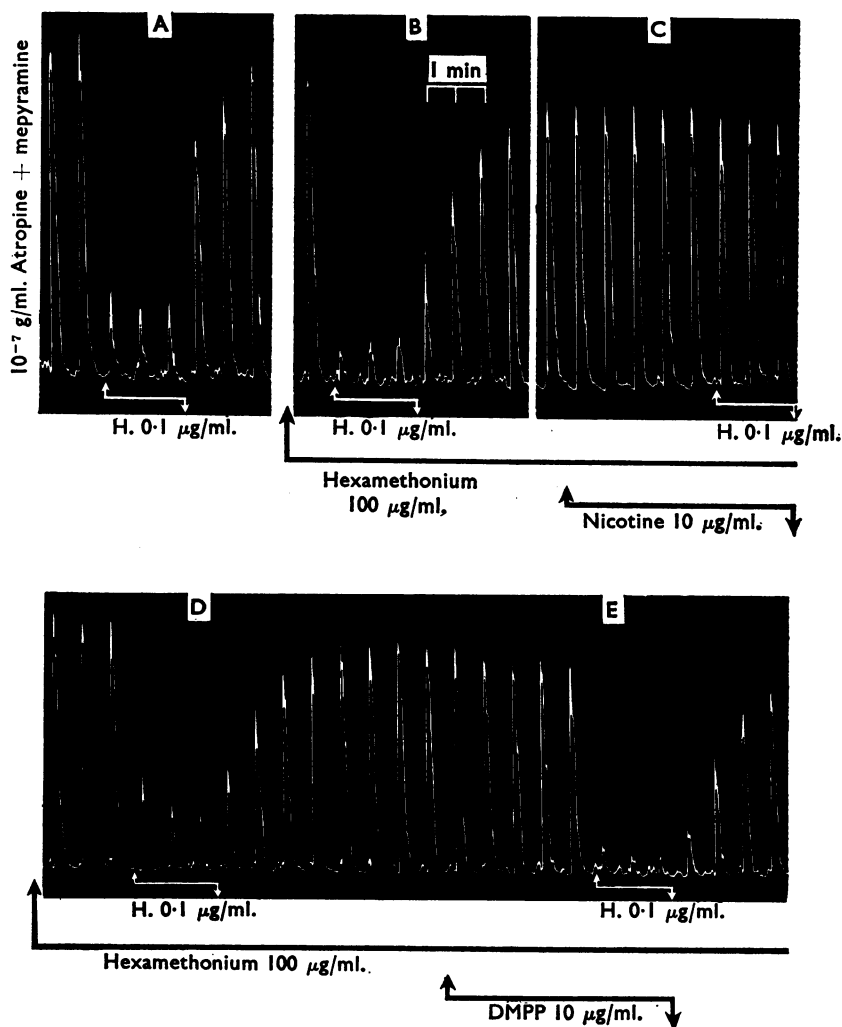 A
B
C
1 min
10⁻⁷ g/ml. Atropine + mepyramine
H. 0·1 μg/ml.
H. 0·1 μg/ml.
H. 0·1 μg/ml.
Hexamethonium
100 μg/ml,
Nicotine 10 μg/ml.
D
E
H. 0·1 μg/ml.
H. 0·1 μg/ml.
Hexamethonium 100 μg/ml.
DMPP 10 μg/ml.